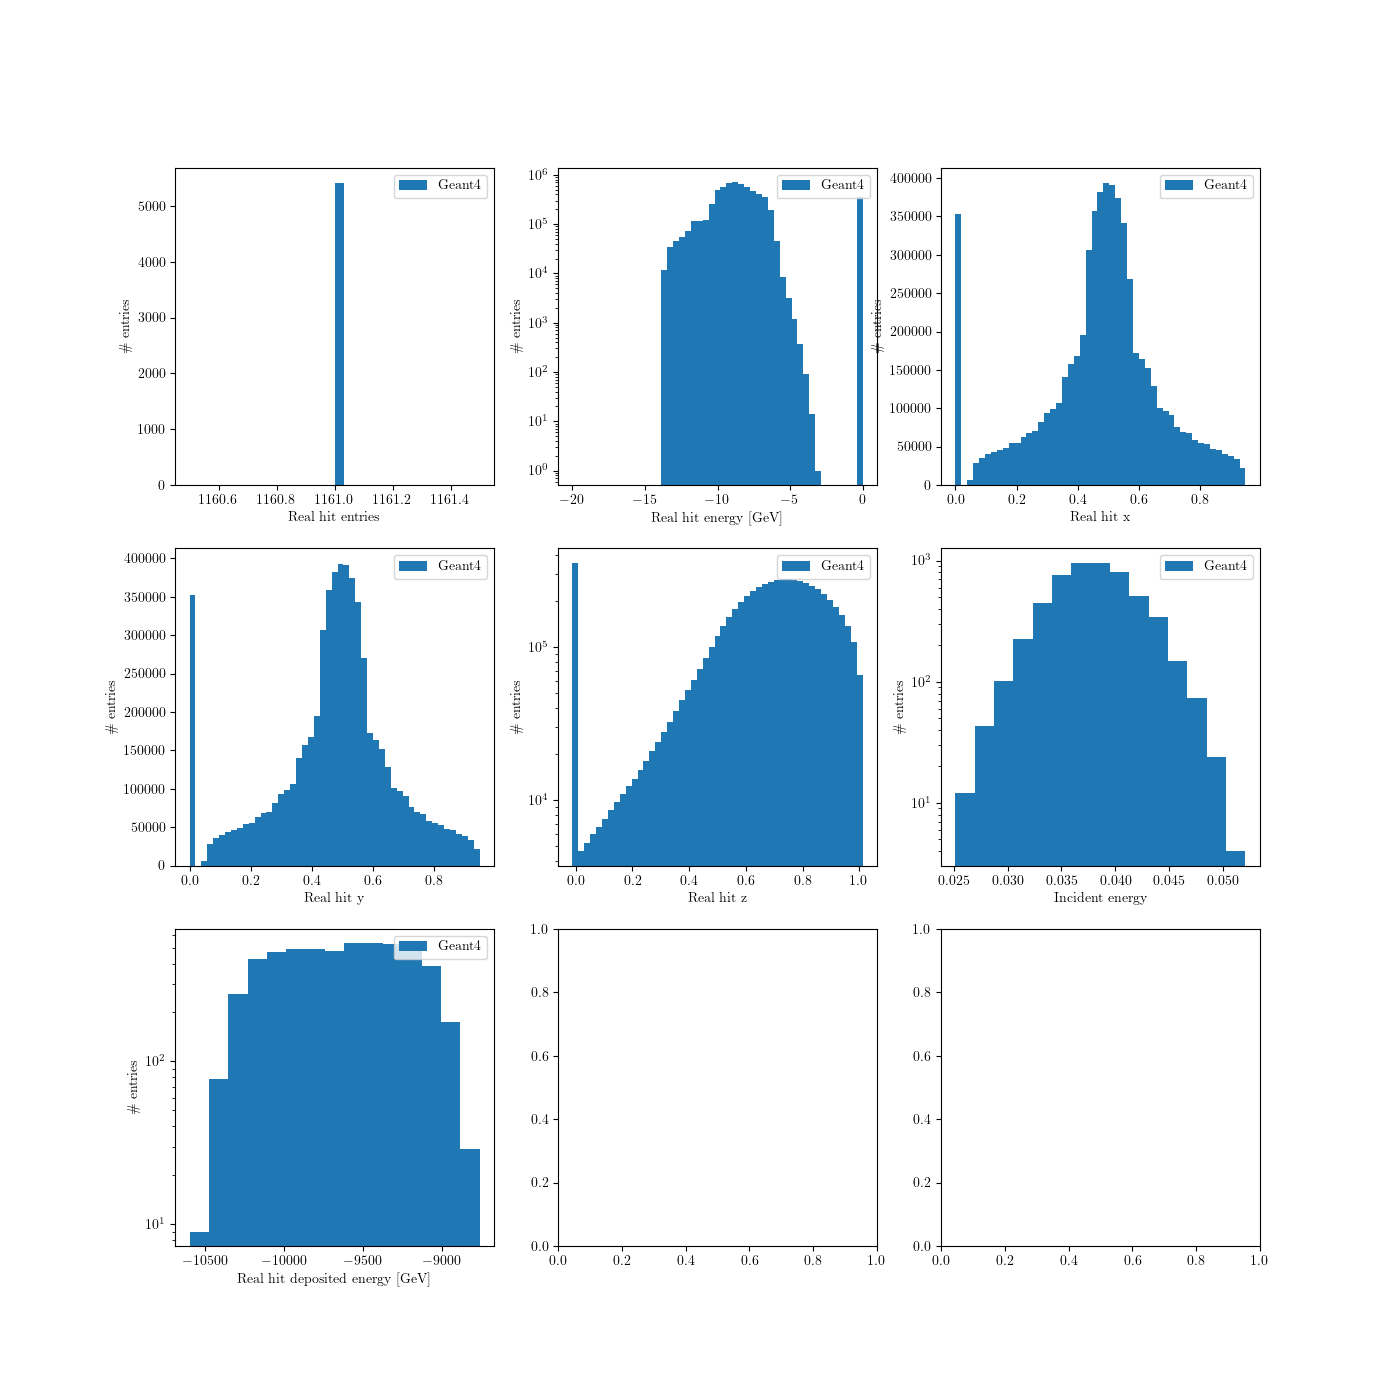 Geant4
5000
4000
3000
2000
1000
0
# entries
1160.6 1160.8 1161.0 1161.2 1161.4
Real hit entries
Geant4
10^6
10^5
10^4
10^3
10^2
10^1
10^0
# entries
−20 −15 −10 −5 0
Real hit energy [GeV]
Geant4
400000
350000
300000
250000
200000
150000
100000
50000
0
# entries
0.0 0.2 0.4 0.6 0.8
Real hit x
Geant4
400000
350000
300000
250000
200000
150000
100000
50000
0
# entries
0.0 0.2 0.4 0.6 0.8
Real hit y
Geant4
10^5
10^4
# entries
0.0 0.2 0.4 0.6 0.8 1.0
Real hit z
Geant4
10^3
10^2
10^1
# entries
0.025 0.030 0.035 0.040 0.045 0.050
Incident energy
Geant4
10^2
10^1
# entries
−10500 −10000 −9500 −9000
Real hit deposited energy [GeV]
1.0
0.8
0.6
0.4
0.2
0.0
0.0 0.2 0.4 0.6 0.8 1.0
1.0
0.8
0.6
0.4
0.2
0.0
0.0 0.2 0.4 0.6 0.8 1.0